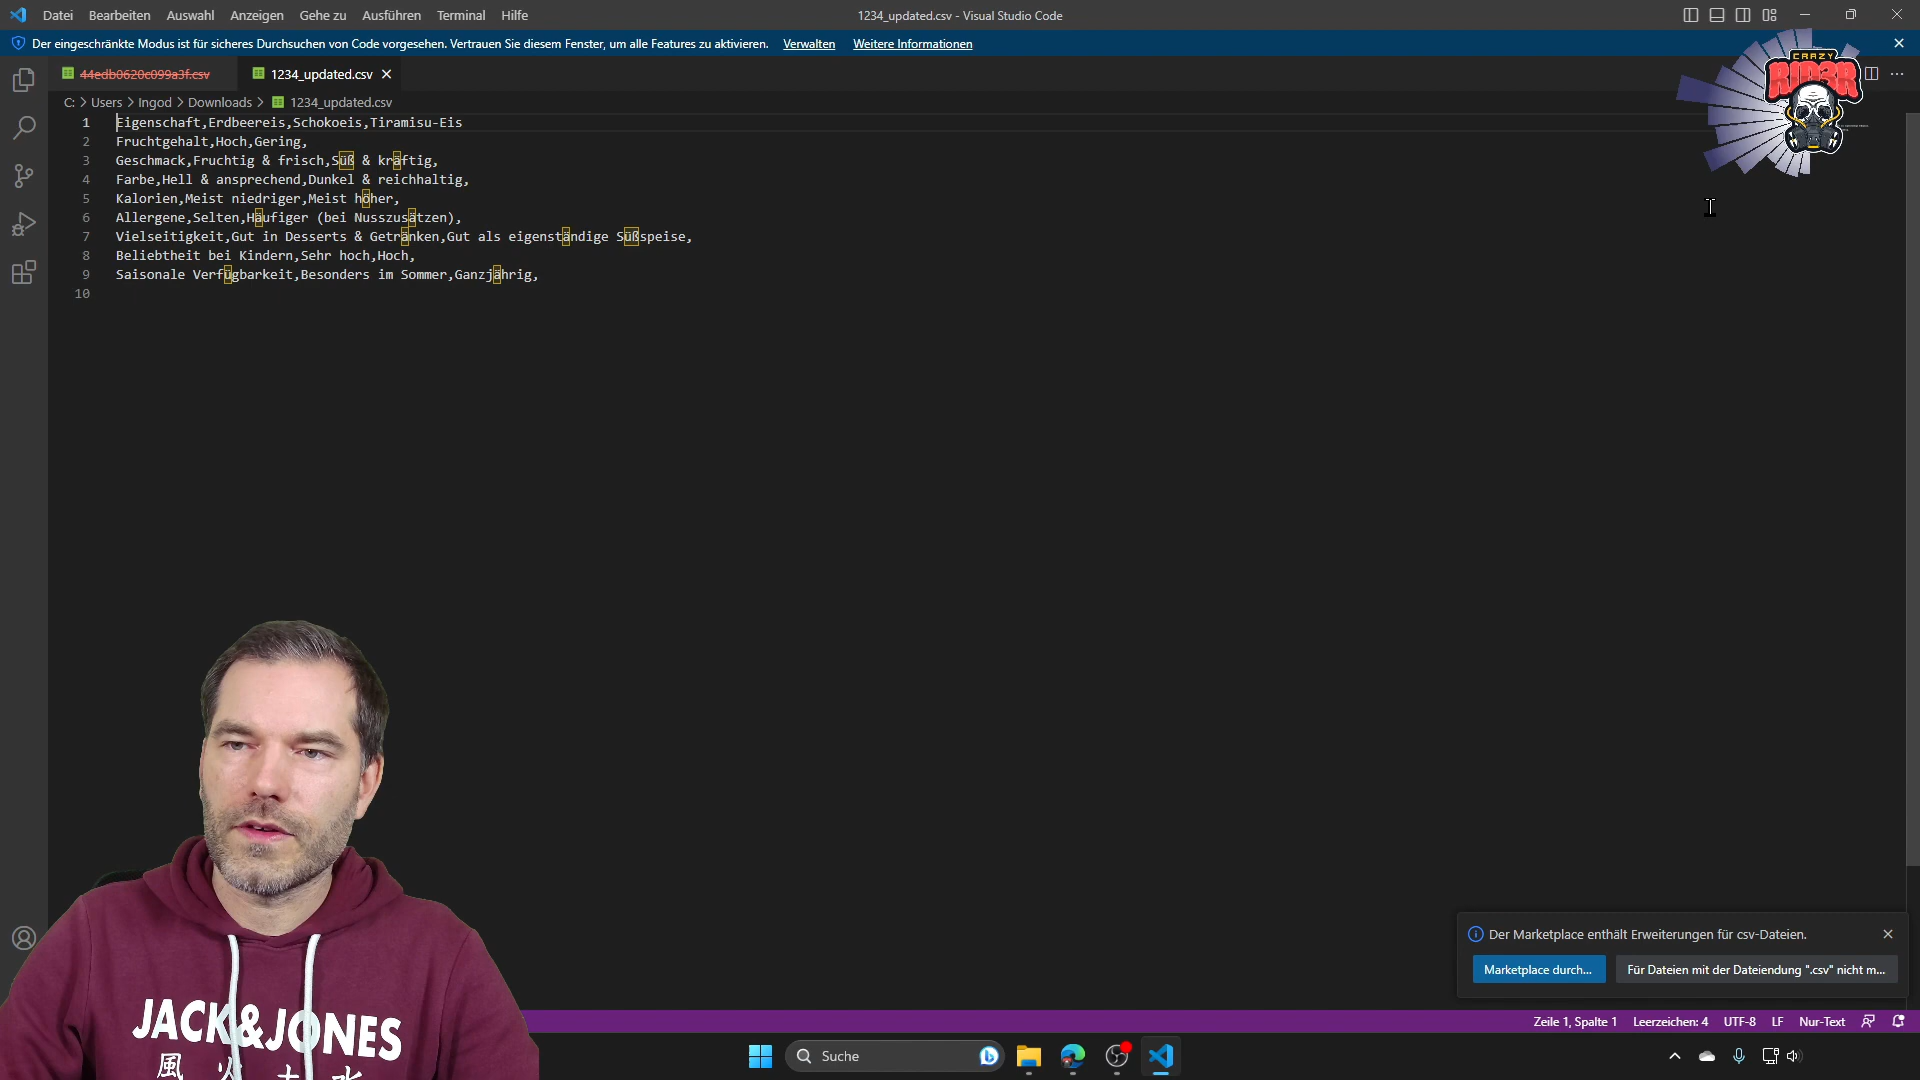 Datei Bearbeiten Auswahl Anzeigen Gehe zu Ausführen Terminal Hilfe
1234_updated.csv - Visual Studio Code
Der eingeschränkte Modus ist für sicheres Durchsuchen von Code vorgesehen. Vertrauen Sie diesem Fenster, um alle Features zu aktivieren. Verwalten Weitere Informationen
44edb0620c099a3f.csv 1234_updated.csv
C: > Users > Ingod > Downloads > 1234_updated.csv
CRAZY
RID3R
1 Eigenschaft,Erdbeereis,Schokoeis,Tiramisu-Eis
2 Fruchtgehalt,Hoch,Gering,
3 Geschmack,Fruchtig & frisch,Süß & kräftig,
4 Farbe,Hell & ansprechend,Dunkel & reichhaltig,
5 Kalorien,Meist niedriger,Meist höher,
6 Allergene,Selten,Häufiger (bei Nusszusätzen),
7 Vielseitigkeit,Gut in Desserts & Getränken,Gut als eigenständige Süßspeise,
8 Beliebtheit bei Kindern,Sehr hoch,Hoch,
9 Saisonale Verfügbarkeit,Besonders im Sommer,Ganzjährig,
10
Der Marketplace enthält Erweiterungen für csv-Dateien.
Marketplace durch... Für Dateien mit der Dateiendung ".csv" nicht m...
JACK&JONES
風 火 土 水
Zeile 1, Spalte 1 Leerzeichen: 4 UTF-8 LF Nur-Text
Suche